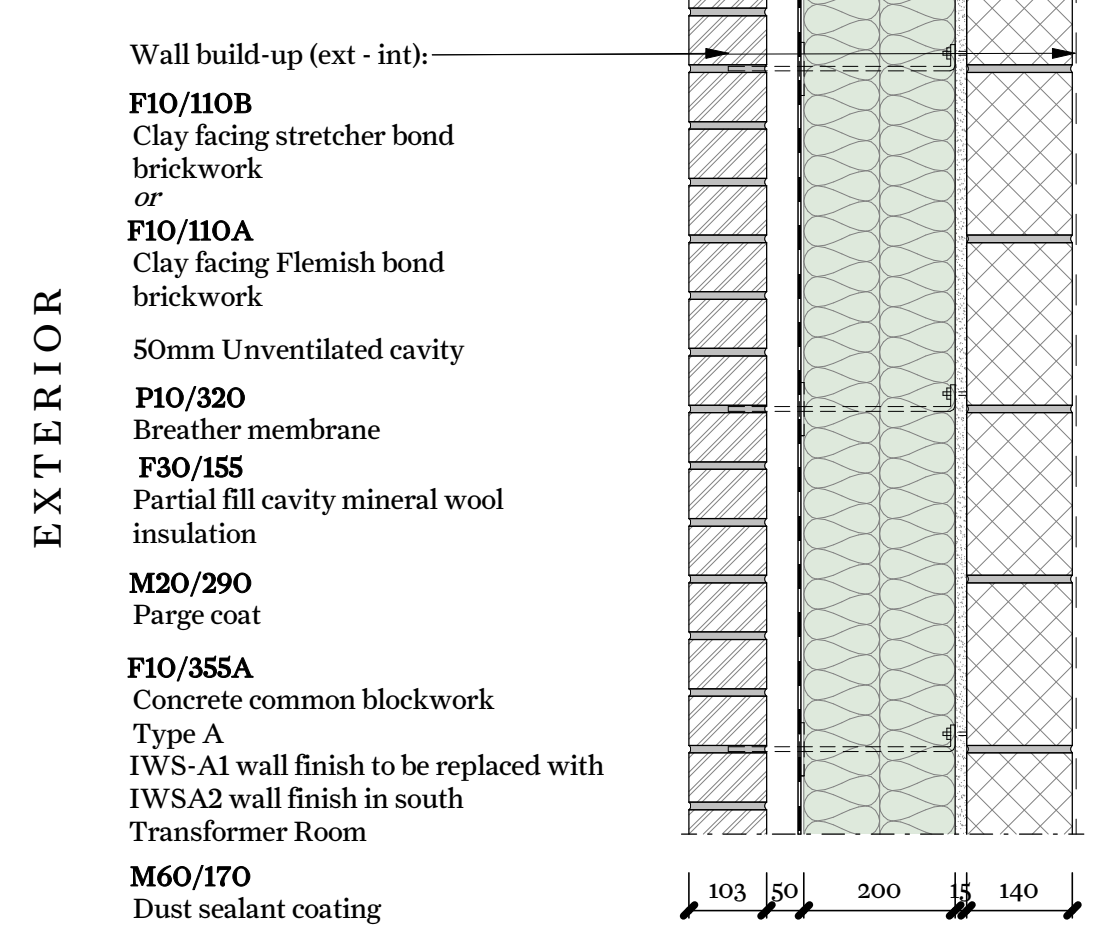 Wall build-up (ext - int):
F10/110B
Clay facing stretcher bond
brickwork
or
F10/110A
Clay facing Flemish bond
brickwork
50mm Unventilated cavity
P10/320
Breather membrane
F30/155
Partial fill cavity mineral wool
insulation
M20/290
Parge coat
F10/355A
Concrete common blockwork
Type A
IWS-A1 wall finish to be replaced with
IWSA2 wall finish in south
Transformer Room
M60/170
Dust sealant coating
EXTERIOR
103 50 200 15 140